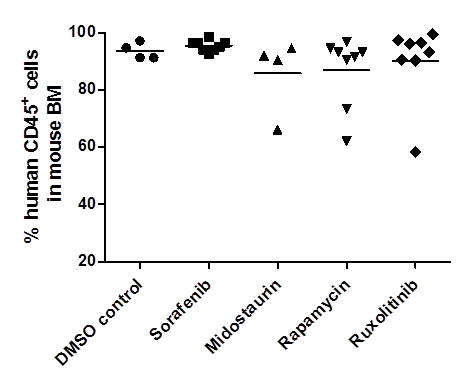 % human CD45+ cells
in mouse BM
100
80
60
40
20
DMSO control
Sorafenib
Midostaurin
Rapamycin
Ruxolitinib